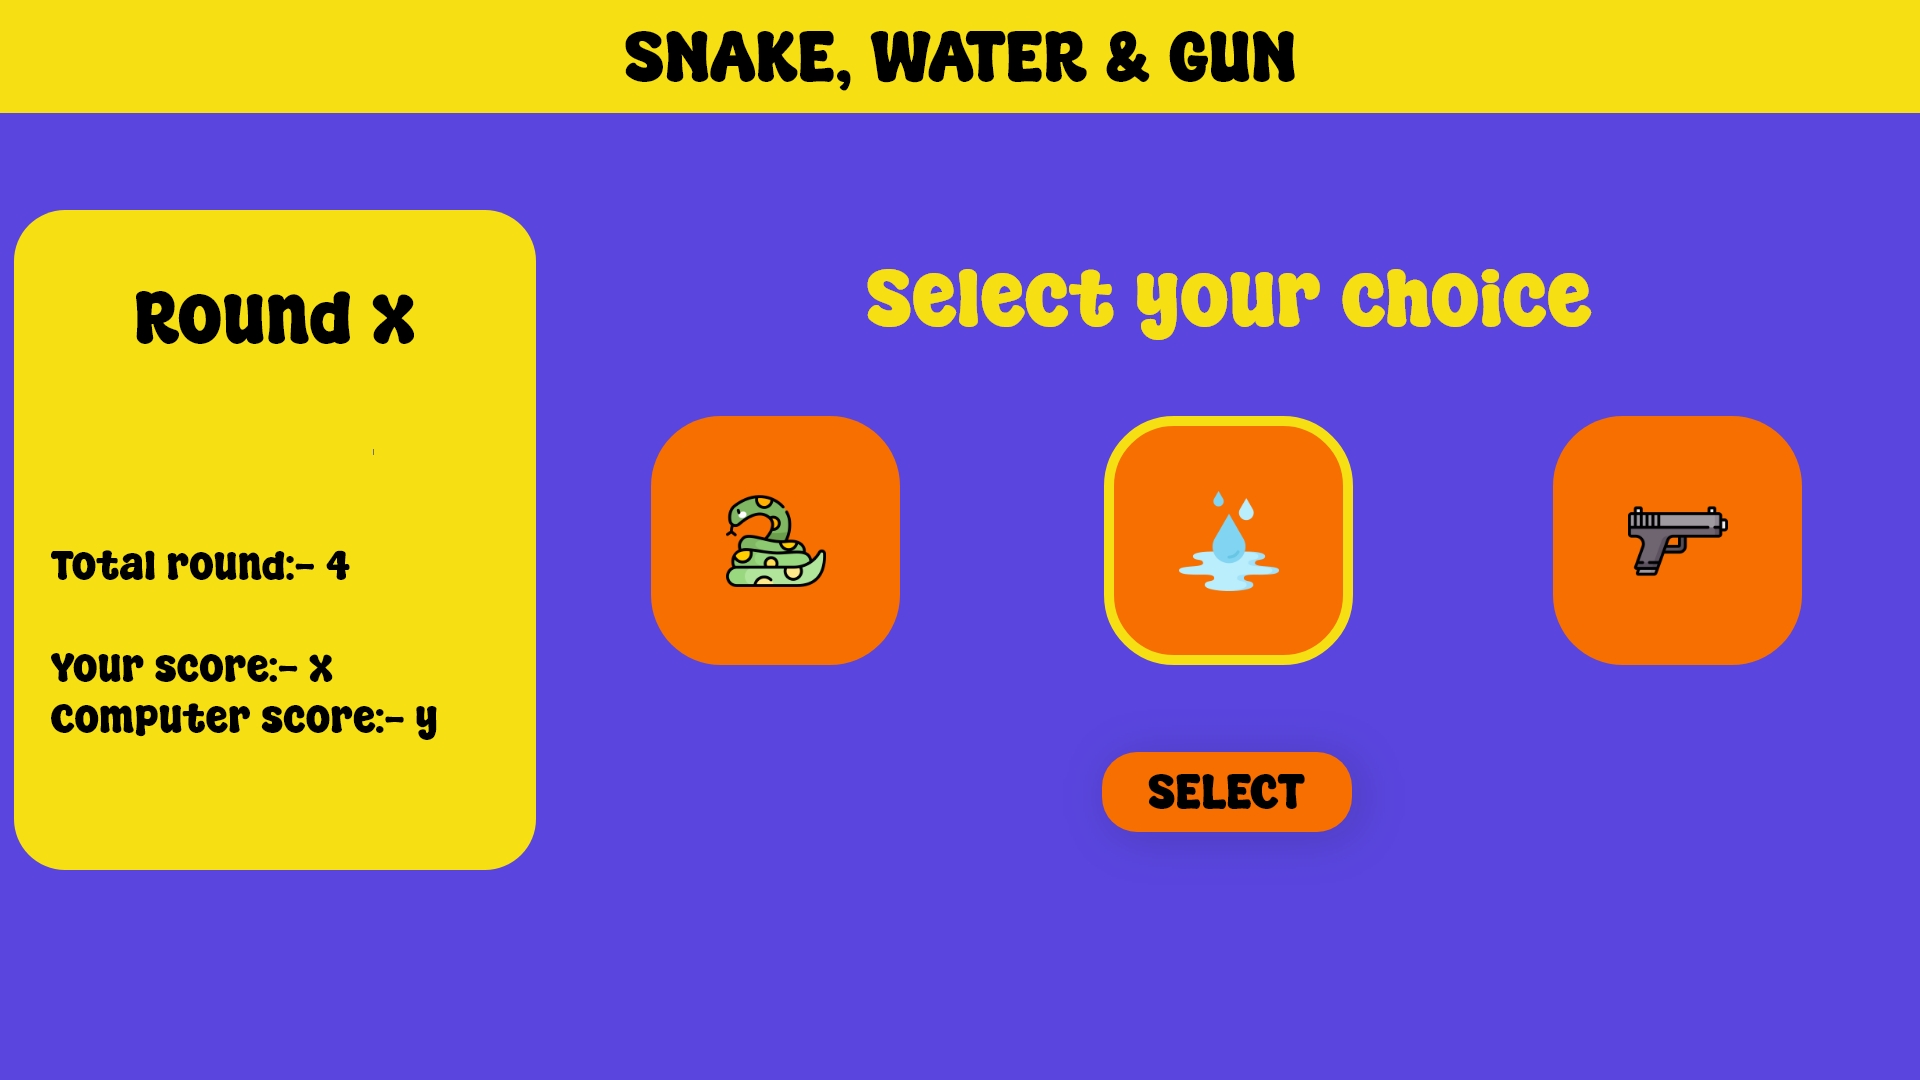 SNAKE, WATER & GUN
Round x
Total round:- 4
Your score:- x
Computer score:- y
Select your choice
SELECT